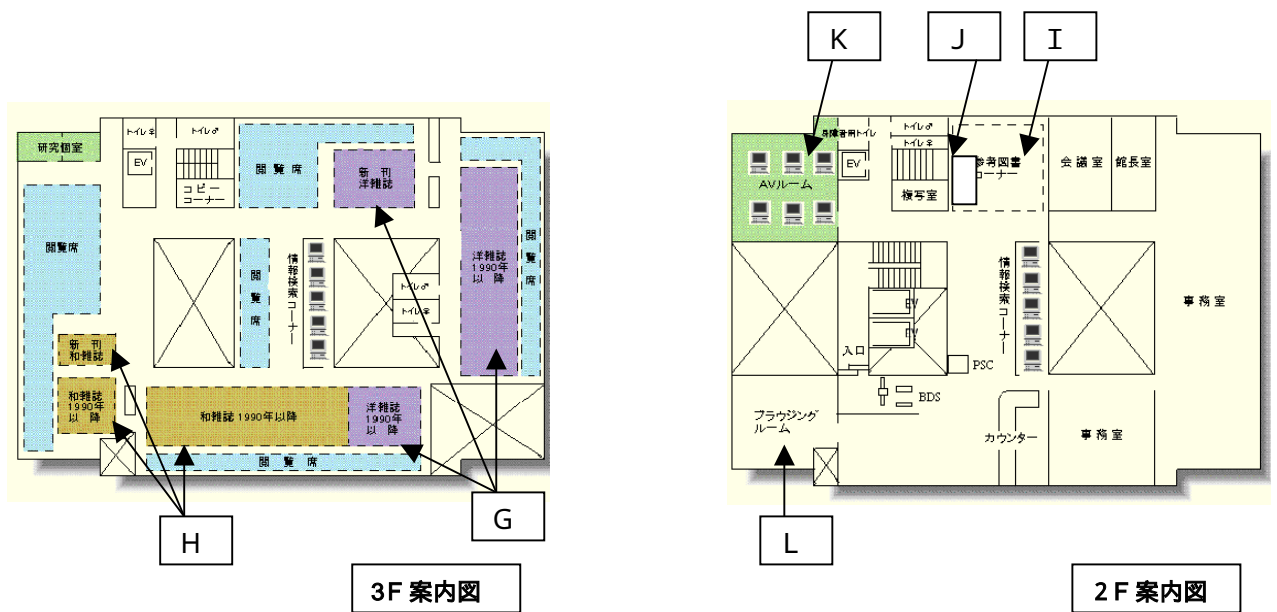 K
J
I
研究個室
トイレ♀
トイレ♂
EV
コピー
コーナー
閲覧席
新刊
洋雑誌
閲覧席
洋雑誌
1990年
以降
閲覧席
閲覧席
情報検索コーナー
トイレ♂
トイレ♀
新刊
和雑誌
和雑誌
1990年
以降
和雑誌 1990年以降
洋雑誌
1990年
以降
閲覧席
H
G
3F 案内図
身障者用トイレ
トイレ♂
トイレ♀
EV
AVルーム
複写室
参考図書
コーナー
会議室
館長室
EV
EV
情報検索コーナー
事務室
入口
PSC
BDS
ブラウジング
ルーム
カウンター
事務室
L
2F 案内図